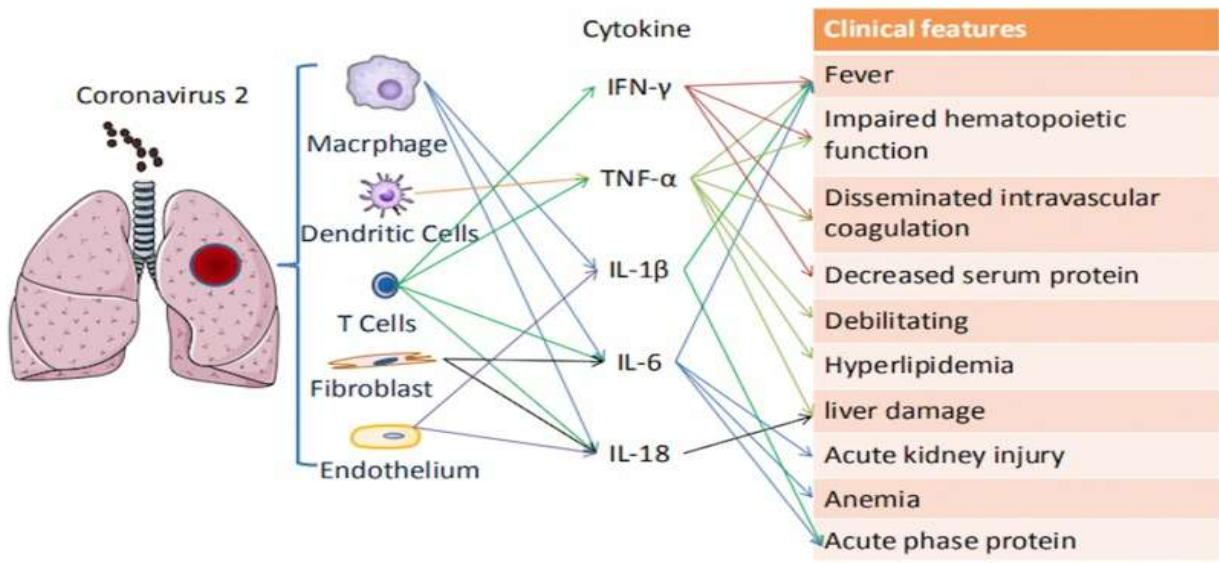 Coronavirus 2
Macrphage
Dendritic Cells
T Cells
Fibroblast
Endothelium
Cytokine
IFN-γ
TNF-α
IL-1β
IL-6
IL-18
Clinical features
Fever
Impaired hematopoietic
function
Disseminated intravascular
coagulation
Decreased serum protein
Debilitating
Hyperlipidemia
liver damage
Acute kidney injury
Anemia
Acute phase protein